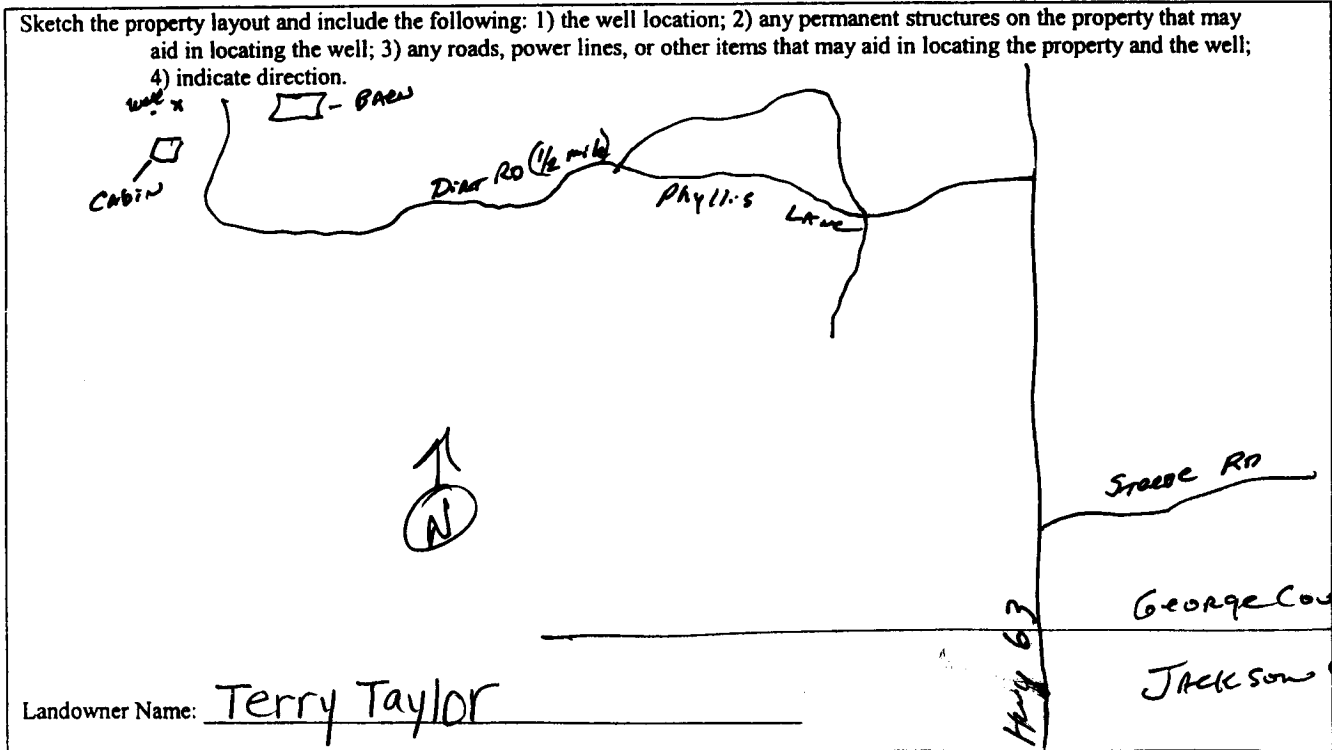 Sketch the property layout and include the following: 1) the well location; 2) any permanent structures on the property that may
aid in locating the well; 3) any roads, power lines, or other items that may aid in locating the property and the well;
4) indicate direction.
well x
BARN
CABIN
Dirt RD (1/2 mile)
Phyllis
LANE
N
RD
George Cou
Jackson
Hwy 63
Landowner Name: Terry Taylor